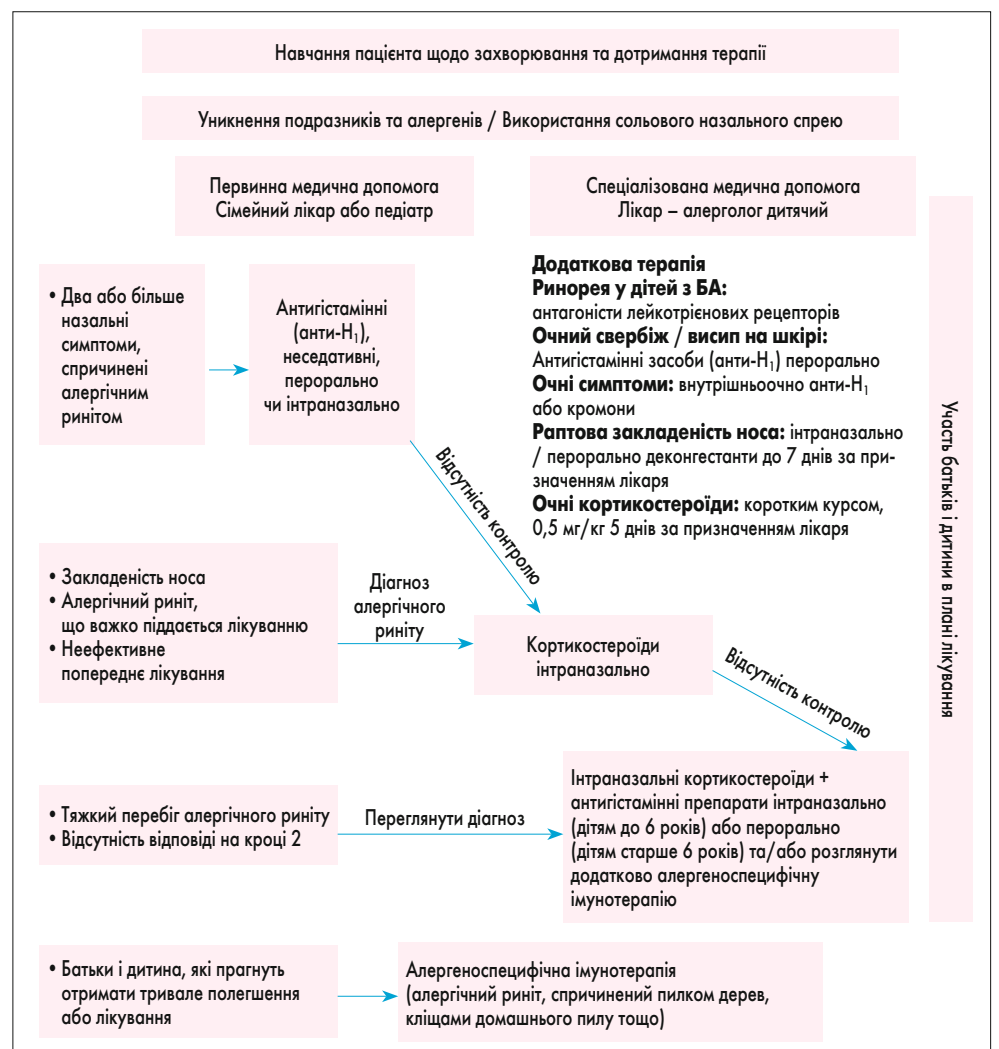 Навчання пацієнта щодо захворювання та дотримання терапії
Уникнення подразників та алергенів / Використання сольового назального спрею
Первинна медична допомога
Сімейний лікар або педіатр
Спеціалізована медична допомога
Лікар – алерголог дитячий
• Два або більше
назальні
симптоми,
спричинені
алергічним
ринітом
Антигістамінні
(анти-H₁),
неседативні,
перорально
чи інтраназально
Додаткова терапія
Ринорея у дітей з БА:
антагоністи лейкотрієнових рецепторів
Очний свербіж / висип на шкірі:
Антигістамінні засоби (анти-H₁) перорально
Очні симптоми: внутрішньоочно анти-H₁
або кромони
Раптова закладеність носа: інтраназально
/ перорально деконгестанти до 7 днів за при-
значенням лікаря
Очні кортикостероїди: коротким курсом,
0,5 мг/кг 5 днів за призначенням лікаря
Участь батьків і дитини в плані лікування
Відсутність контролю
• Закладеність носа
• Алергічний риніт,
що важко піддається лікуванню
• Неефективне
попереднє лікування
Діагноз
алергічного
риніту
Кортикостероїди
інтраназально
Відсутність контролю
• Тяжкий перебіг алергічного риніту
• Відсутність відповіді на кроці 2
Переглянути діагноз
Інтраназальні кортикостероїди +
антигістамінні препарати інтраназально
(дітям до 6 років) або перорально
(дітям старше 6 років) та/або розглянути
додатково алергеноспецифічну
імунотерапію
• Батьки і дитина, які прагнуть
отримати тривале полегшення
або лікування
Алергеноспецифічна імунотерапія
(алергічний риніт, спричинений пилком дерев,
кліщами домашнього пилу тощо)